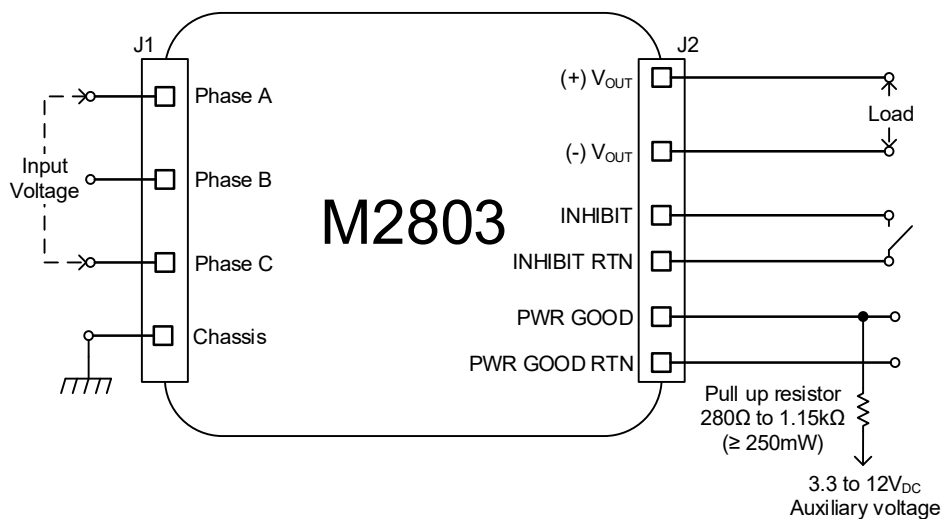 J1
J2
Phase A
Phase B
Phase C
Chassis
Input
Voltage
M2803
(+) VOUT
(-) VOUT
INHIBIT
INHIBIT RTN
PWR GOOD
PWR GOOD RTN
Load
Pull up resistor
280Ω to 1.15kΩ
(≥ 250mW)
3.3 to 12VDC
Auxiliary voltage